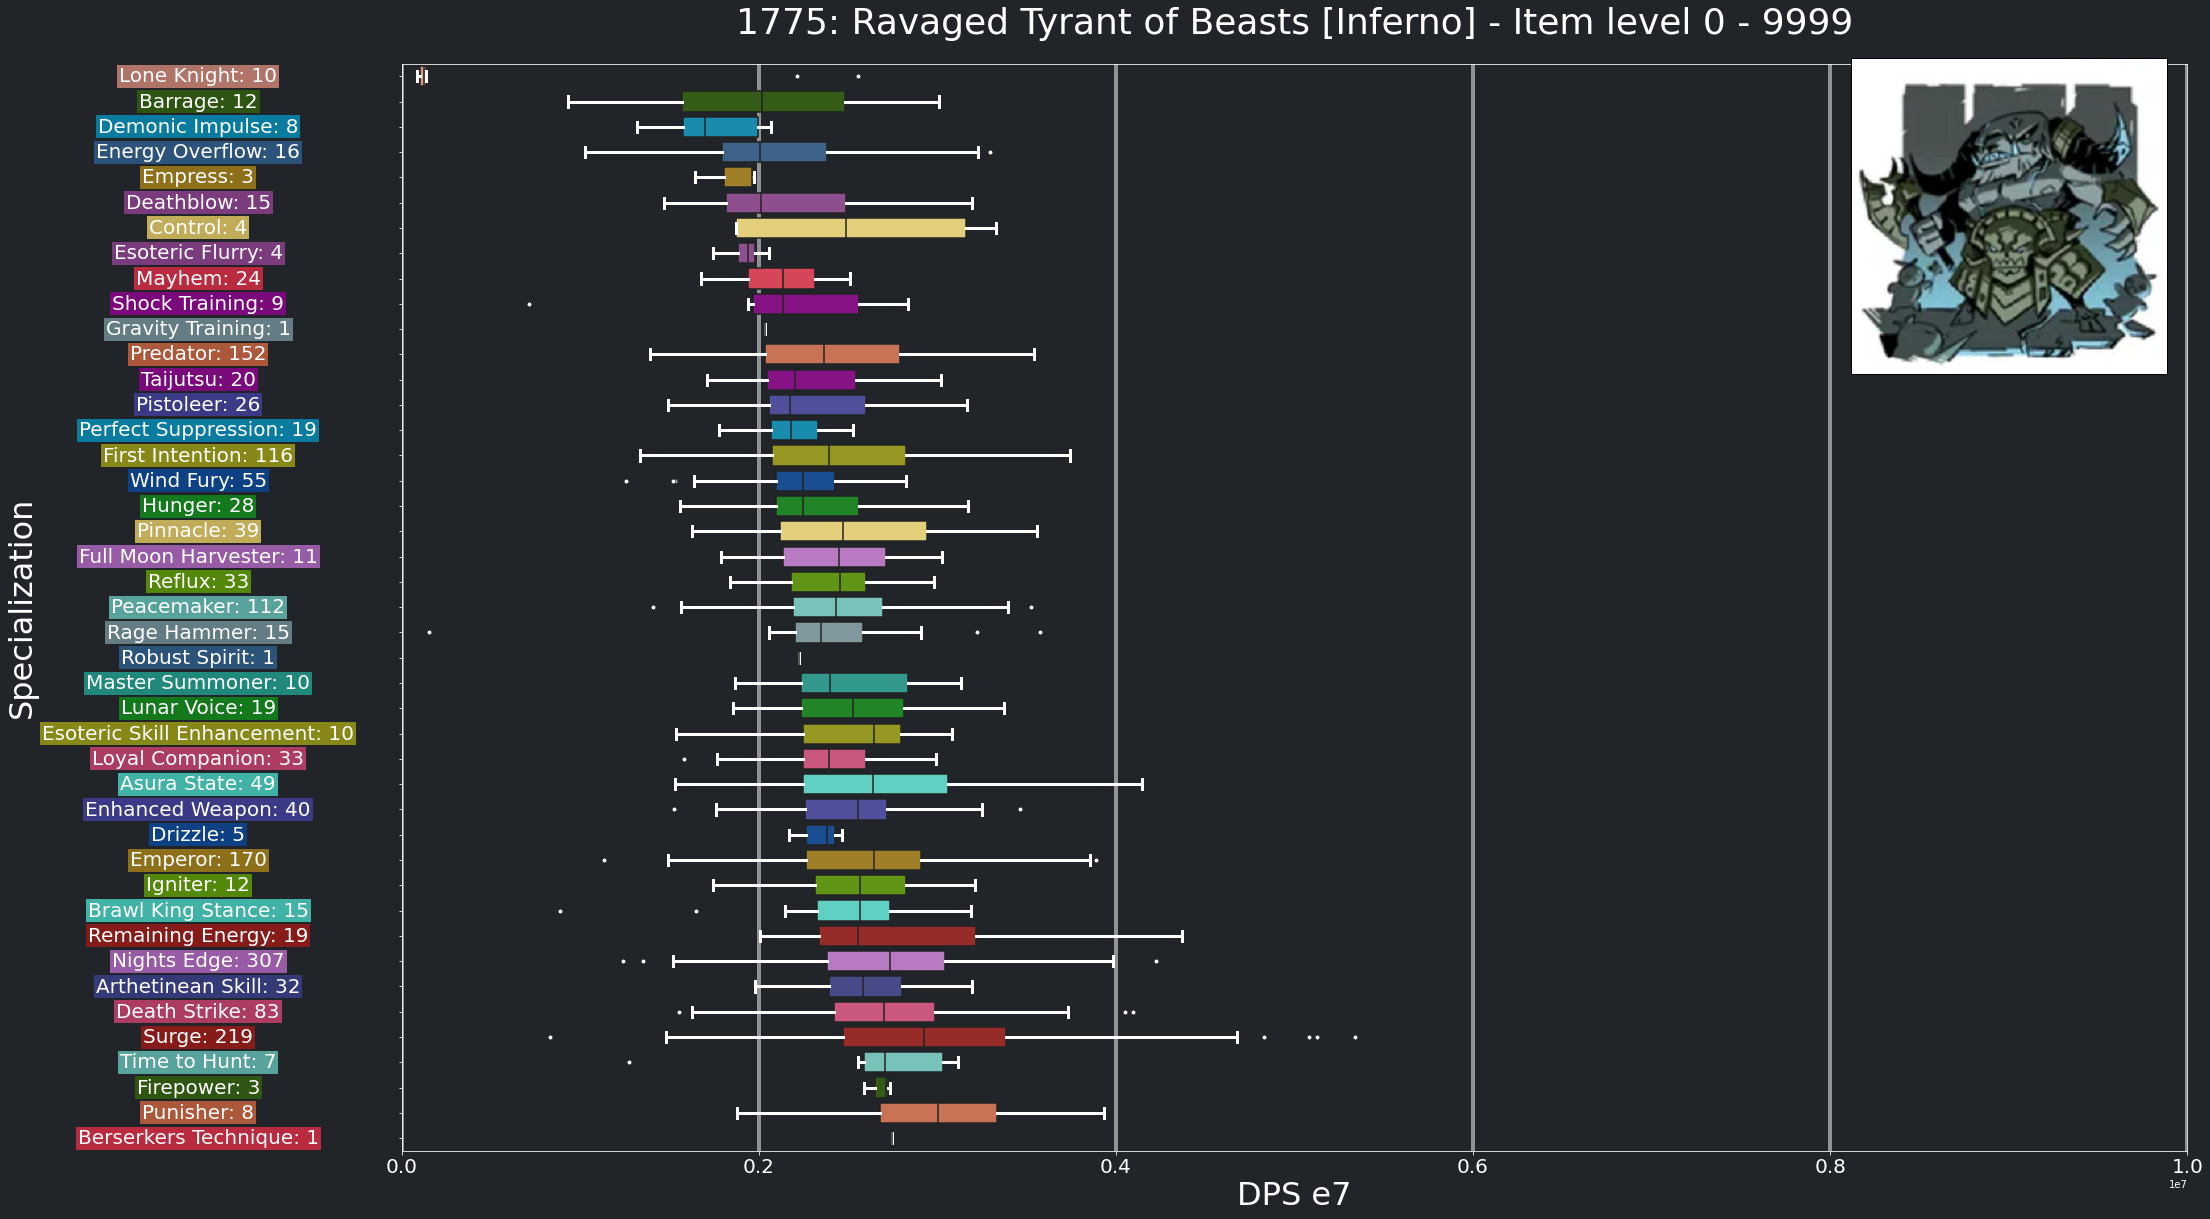 1775: Ravaged Tyrant of Beasts [Inferno] - Item level 0 - 9999
Specialization
Lone Knight: 10
Barrage: 12
Demonic Impulse: 8
Energy Overflow: 16
Empress: 3
Deathblow: 15
Control: 4
Esoteric Flurry: 4
Mayhem: 24
Shock Training: 9
Gravity Training: 1
Predator: 152
Taijutsu: 20
Pistoleer: 26
Perfect Suppression: 19
First Intention: 116
Wind Fury: 55
Hunger: 28
Pinnacle: 39
Full Moon Harvester: 11
Reflux: 33
Peacemaker: 112
Rage Hammer: 15
Robust Spirit: 1
Master Summoner: 10
Lunar Voice: 19
Esoteric Skill Enhancement: 10
Loyal Companion: 33
Asura State: 49
Enhanced Weapon: 40
Drizzle: 5
Emperor: 170
Igniter: 12
Brawl King Stance: 15
Remaining Energy: 19
Nights Edge: 307
Arthetinean Skill: 32
Death Strike: 83
Surge: 219
Time to Hunt: 7
Firepower: 3
Punisher: 8
Berserkers Technique: 1
0.0 0.2 0.4 0.6 0.8 1.0
1e7
DPS e7